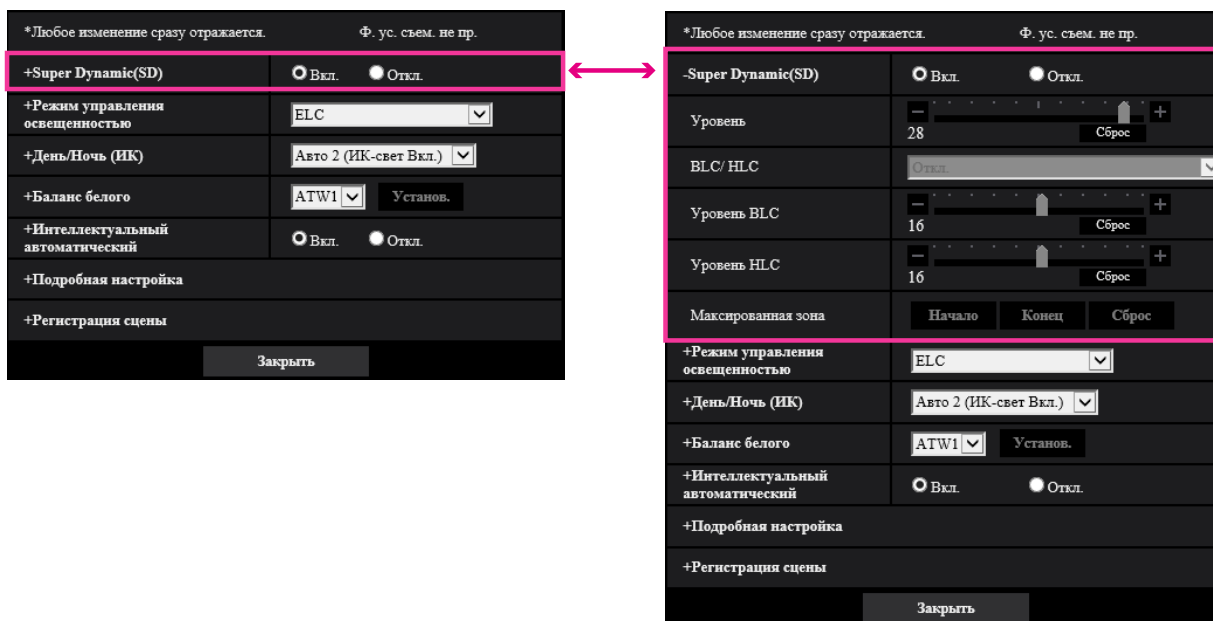 *Любое изменение сразу отражается. Ф. ус. съем. не пр.
+Super Dynamic(SD) Вкл. Откл.
+Режим управления
освещенностью
ELC
+День/Ночь (ИК) Авто 2 (ИК-свет Вкл.)
+Баланс белого ATW1 Установ.
+Интеллектуальный
автоматический
Вкл. Откл.
+Подробная настройка
+Регистрация сцены
Закрыть
*Любое изменение сразу отражается. Ф. ус. съем. не пр.
-Super Dynamic(SD) Вкл. Откл.
Уровень
28 Сброс
BLC/ HLC Откл.
Уровень BLC
16 Сброс
Уровень HLC
16 Сброс
Максированная зона Начало Конец Сброс
+Режим управления
освещенностью
ELC
+День/Ночь (ИК) Авто 2 (ИК-свет Вкл.)
+Баланс белого ATW1 Установ.
+Интеллектуальный
автоматический
Вкл. Откл.
+Подробная настройка
+Регистрация сцены
Закрыть